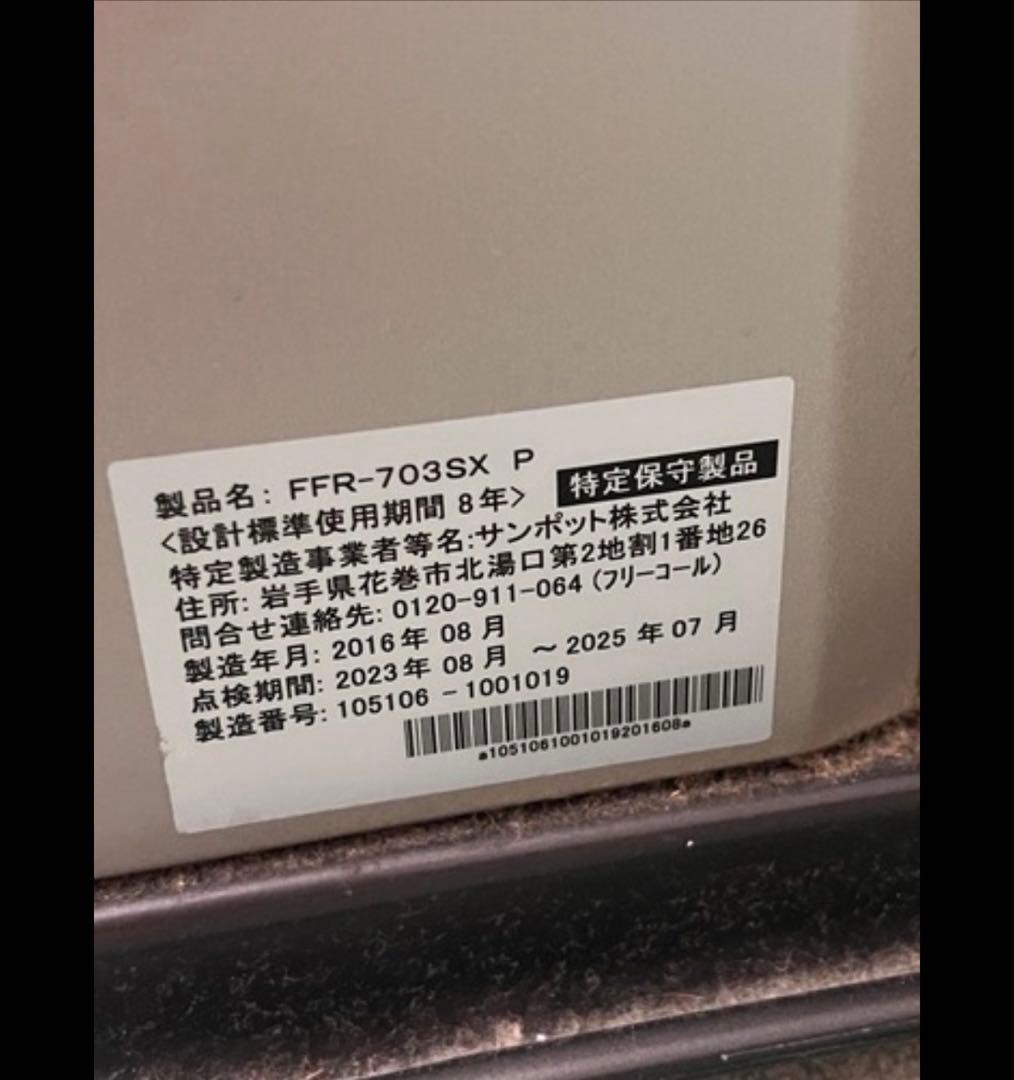 製品名: FFR-703SX P
<設計標準使用期間 8年> 特定保守製品
特定製造事業者等名:サンポット株式会社
住所: 岩手県花巻市北湯口第2地割1番地26
問合せ連絡先: 0120-911-064 (フリーコール)
製造年月: 2016年 08 月
点検期間: 2023年 08 月 ～ 2025 年 07 月
製造番号: 105106 - 1001019
a1051061001019201608a